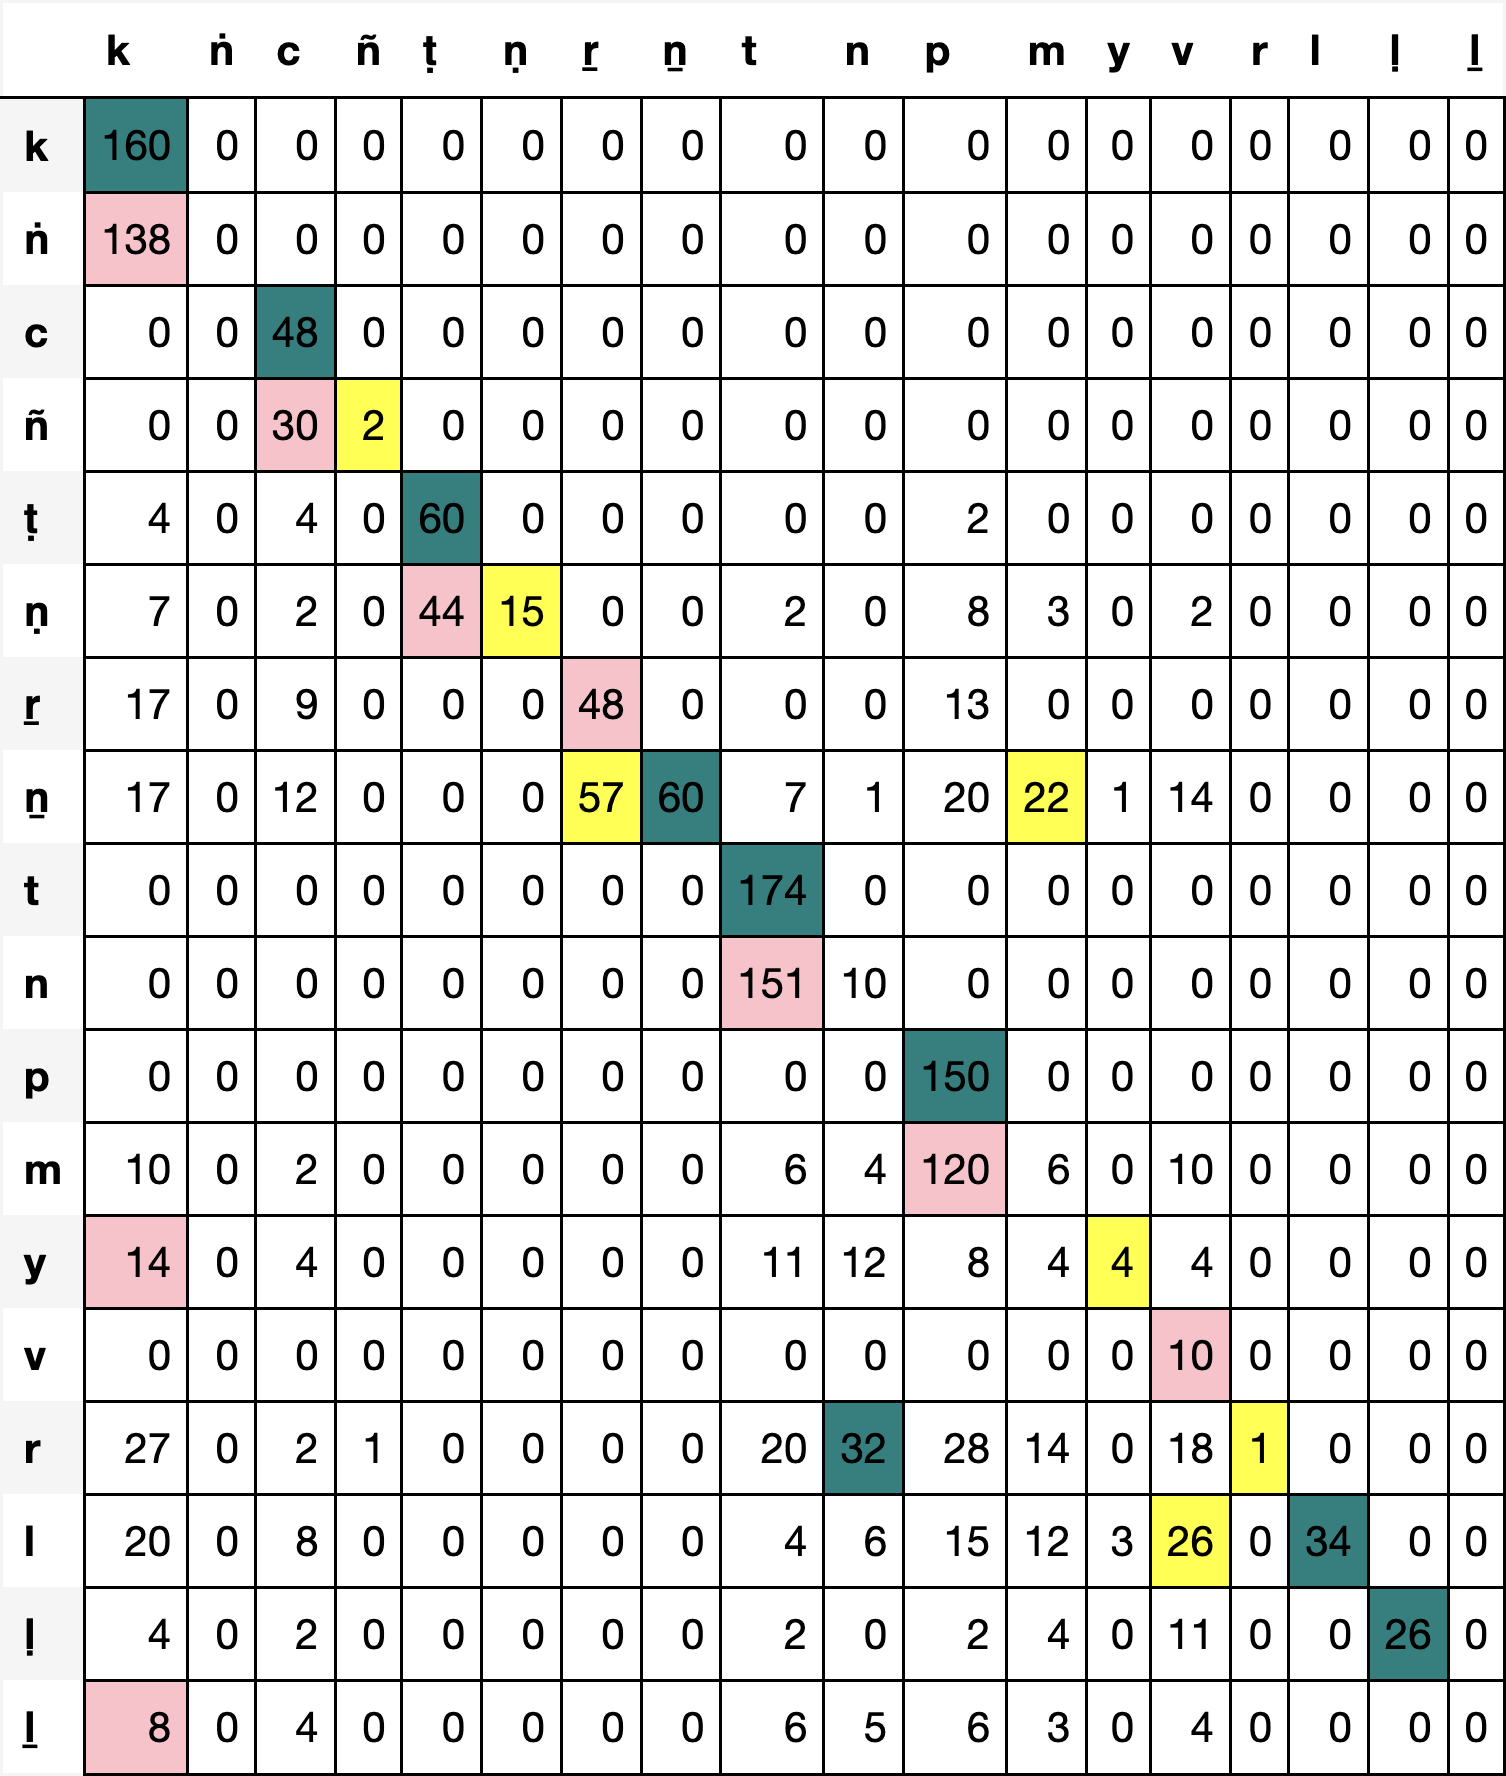 k ṅ c ñ ṭ ṇ ṟ ṉ t n p m y v r l ḷ ḻ
k 160 0 0 0 0 0 0 0 0 0 0 0 0 0 0 0 0 0
ṅ 138 0 0 0 0 0 0 0 0 0 0 0 0 0 0 0 0 0
c 0 0 48 0 0 0 0 0 0 0 0 0 0 0 0 0 0 0
ñ 0 0 30 2 0 0 0 0 0 0 0 0 0 0 0 0 0 0
ṭ 4 0 4 0 60 0 0 0 0 0 2 0 0 0 0 0 0 0
ṇ 7 0 2 0 44 15 0 0 2 0 8 3 0 2 0 0 0 0
ṟ 17 0 9 0 0 0 48 0 0 0 13 0 0 0 0 0 0 0
ṉ 17 0 12 0 0 0 57 60 7 1 20 22 1 14 0 0 0 0
t 0 0 0 0 0 0 0 0 174 0 0 0 0 0 0 0 0 0
n 0 0 0 0 0 0 0 0 151 10 0 0 0 0 0 0 0 0
p 0 0 0 0 0 0 0 0 0 0 150 0 0 0 0 0 0 0
m 10 0 2 0 0 0 0 0 6 4 120 6 0 10 0 0 0 0
y 14 0 4 0 0 0 0 0 11 12 8 4 4 4 0 0 0 0
v 0 0 0 0 0 0 0 0 0 0 0 0 0 10 0 0 0 0
r 27 0 2 1 0 0 0 0 20 32 28 14 0 18 1 0 0 0
l 20 0 8 0 0 0 0 0 4 6 15 12 3 26 0 34 0 0
ḷ 4 0 2 0 0 0 0 0 2 0 2 4 0 11 0 0 26 0
ḻ 8 0 4 0 0 0 0 0 6 5 6 3 0 4 0 0 0 0